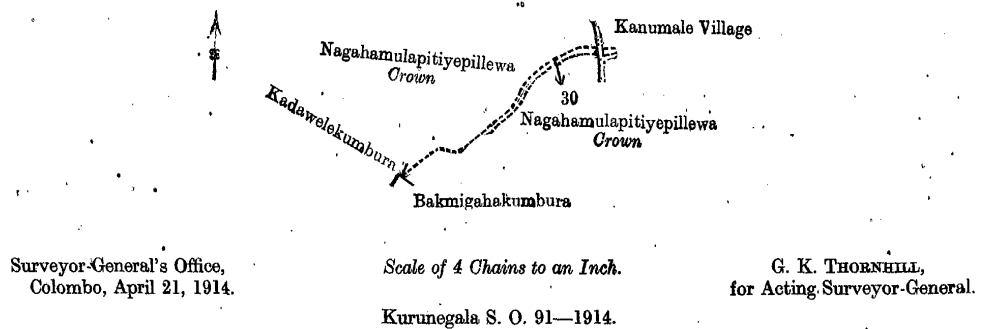 Kanumale Village
Nagahamulapitiyepillewa
Crown
30
Kadawelekumbura
Nagahamulapitiyepillewa
Crown
Bakmigahakumbura
Surveyor-General's Office,
Colombo, April 21, 1914.
Scale of 4 Chains to an Inch.
G. K. THORNHILL,
for Acting Surveyor-General.
Kurunegala S. O. 91—1914.